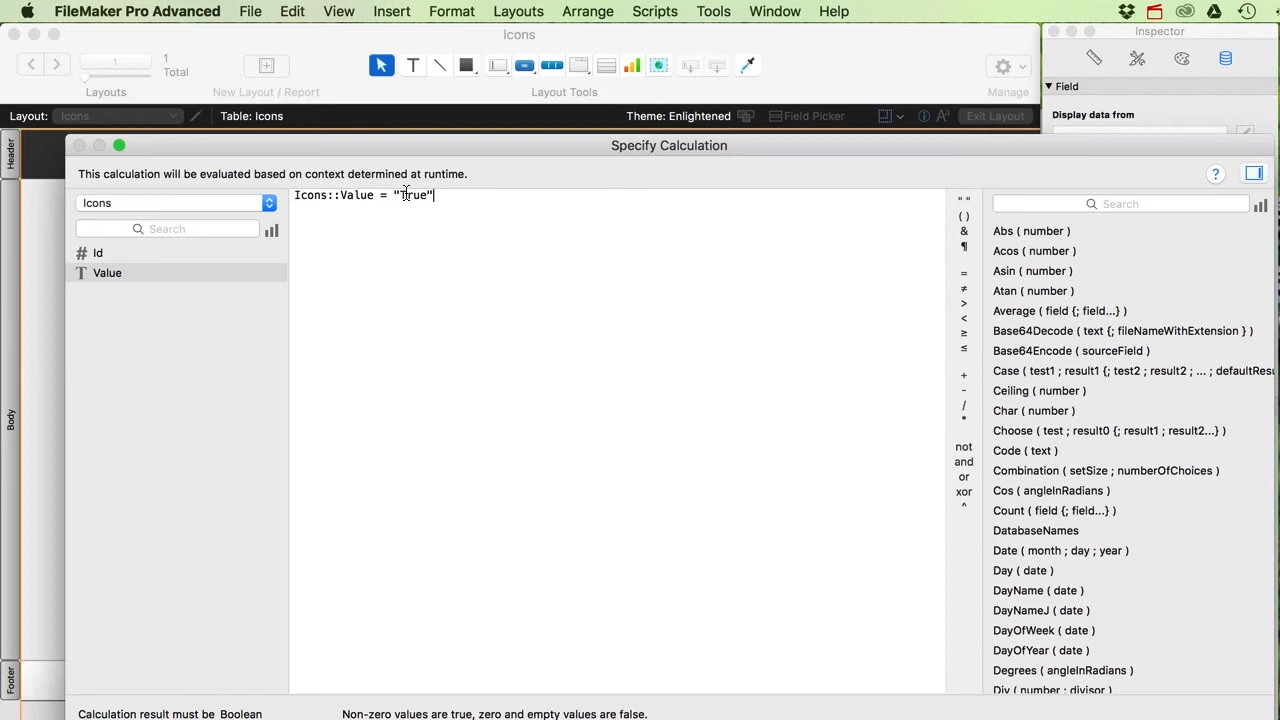 FileMaker Pro Advanced File Edit View Insert Format Layouts Arrange Scripts Tools Window Help
Icons
Inspector
1
1
Total
Layouts
New Layout / Report
Layout Tools
Manage
Field
Layout: Icons
Table: Icons
Theme: Enlightened
Field Picker
Exit Layout
Display data from
Header
Body
Footer
Specify Calculation
This calculation will be evaluated based on context determined at runtime.
Icons
Search
# Id
T Value
Icons::Value = "True"
" "
( )
&
¶
=
≠
>
<
≥
≤
+
-
/
*
not
and
or
xor
^
Search
Abs ( number )
Acos ( number )
Asin ( number )
Atan ( number )
Average ( field {; field...} )
Base64Decode ( text {; fileNameWithExtension } )
Base64Encode ( sourceField )
Case ( test1 ; result1 {; test2 ; result2 ; ... ; defaultResu
Ceiling ( number )
Char ( number )
Choose ( test ; result0 {; result1 ; result2...} )
Code ( text )
Combination ( setSize ; numberOfChoices )
Cos ( angleInRadians )
Count ( field {; field...} )
DatabaseNames
Date ( month ; day ; year )
Day ( date )
DayName ( date )
DayNameJ ( date )
DayOfWeek ( date )
DayOfYear ( date )
Degrees ( angleInRadians )
Div ( number ; divisor )
Calculation result must be Boolean
Non-zero values are true, zero and empty values are false.